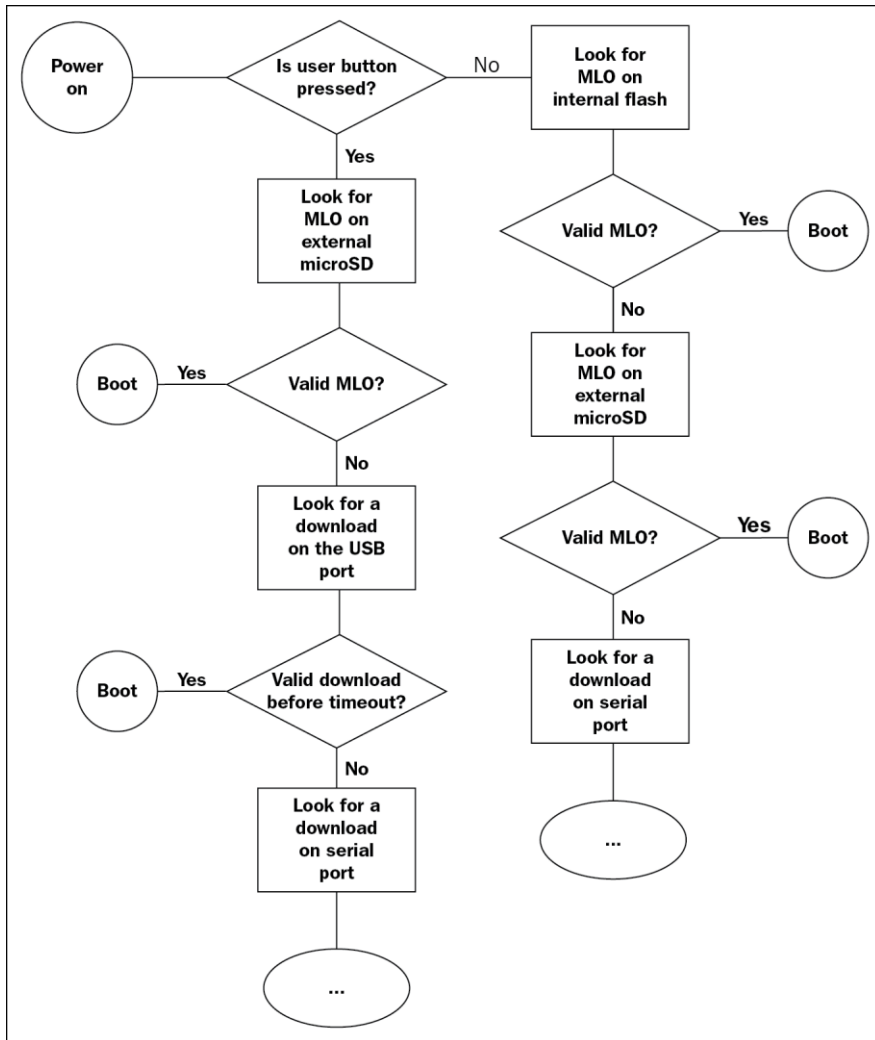 Power
on
Is user button
pressed?
No
Look for
MLO on
internal flash
Yes
Look for
MLO on
external
microSD
Valid MLO?
Yes
Boot
No
Look for
MLO on
external
microSD
Boot
Yes
Valid MLO?
No
Look for a
download
on the USB
port
Valid MLO?
Yes
Boot
No
Look for a
download
on serial
port
Boot
Yes
Valid download
before timeout?
No
Look for a
download
on serial
port
...
...